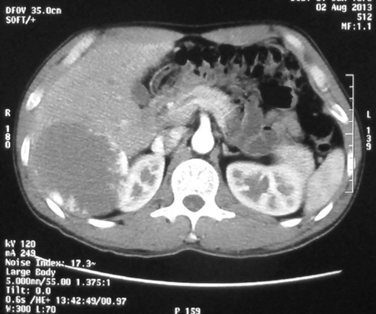 DFOV 35.0cm
SOFT/+
02 Aug 2013
S12
MF:1.1
R
180
L
139
kV 120
mA 249
Noise Index: 17.3~
Large Body
5.000mm/55.00 1.375:1
Tilt: 0.0
0.6s /HE+ 13:42:49/00.97
W:300 L:70
P 159